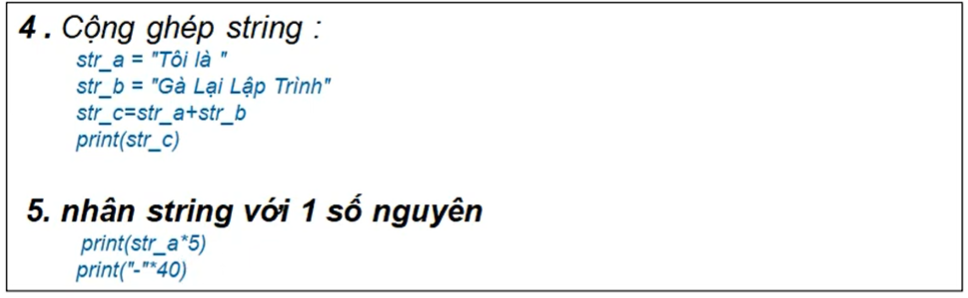 4 . Cộng ghép string :
str_a = "Tôi là "
str_b = "Gà Lại Lập Trình"
str_c=str_a+str_b
print(str_c)
5. nhân string với 1 số nguyên
print(str_a*5)
print("-"*40)